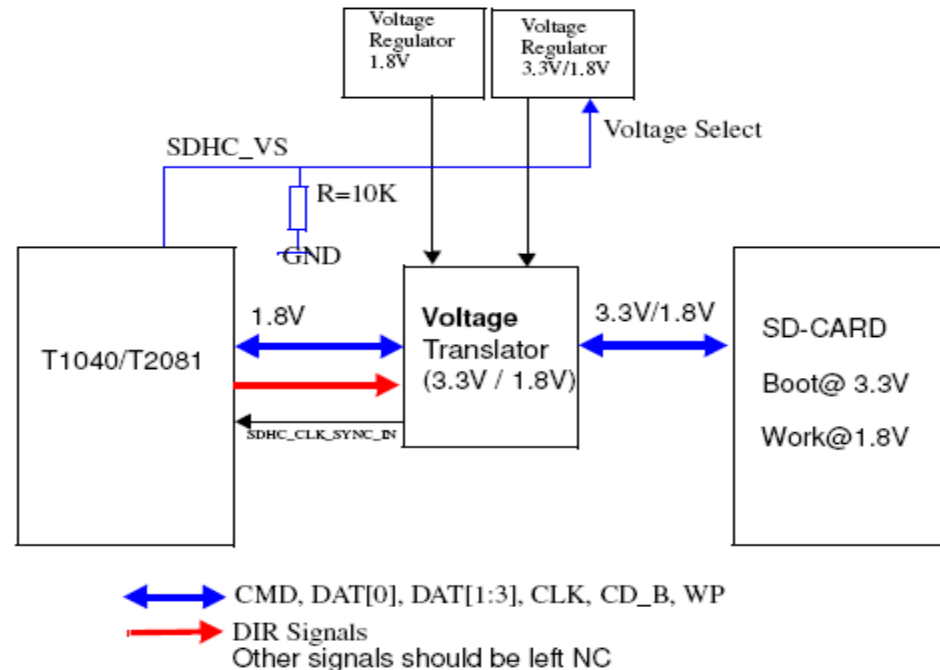 Voltage
Regulator
1.8V
Voltage
Regulator
3.3V/1.8V
Voltage Select
SDHC_VS
R=10K
GND
T1040/T2081
1.8V
SDHC_CLK_SYNC_IN
Voltage
Translator
(3.3V / 1.8V)
3.3V/1.8V
SD-CARD
Boot@ 3.3V
Work@1.8V
CMD, DAT[0], DAT[1:3], CLK, CD_B, WP
DIR Signals
Other signals should be left NC